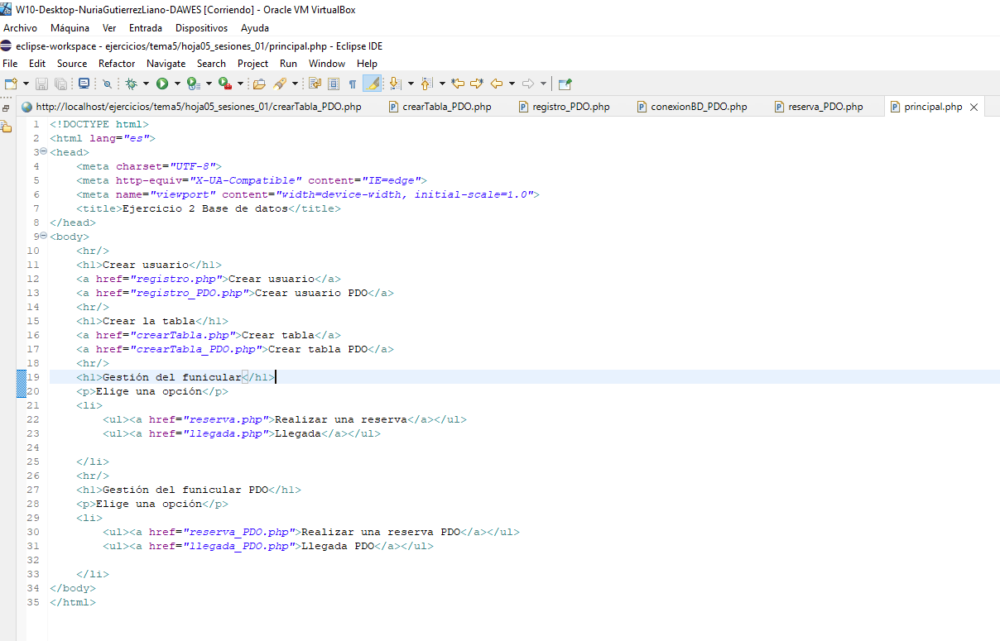 W10-Desktop-NuriaGutierrezLiano-DAWES [Corriendo] - Oracle VM VirtualBox
Archivo Máquina Ver Entrada Dispositivos Ayuda
eclipse-workspace - ejercicios/tema5/hoja05_sesiones_01/principal.php - Eclipse IDE
File Edit Source Refactor Navigate Search Project Run Window Help
http://localhost/ejercicios/tema5/hoja05_sesiones_01/crearTabla_PDO.php crearTabla_PDO.php registro_PDO.php conexionBD_PDO.php reserva_PDO.php principal.php
1 <!DOCTYPE html>
2 <html lang="es">
3 <head>
4 <meta charset="UTF-8">
5 <meta http-equiv="X-UA-Compatible" content="IE=edge">
6 <meta name="viewport" content="width=device-width, initial-scale=1.0">
7 <title>Ejercicio 2 Base de datos</title>
8 </head>
9 <body>
10 <hr/>
11 <h1>Crear usuario</h1>
12 <a href="registro.php">Crear usuario</a>
13 <a href="registro_PDO.php">Crear usuario PDO</a>
14 <hr/>
15 <h1>Crear la tabla</h1>
16 <a href="crearTabla.php">Crear tabla</a>
17 <a href="crearTabla_PDO.php">Crear tabla PDO</a>
18 <hr/>
19 <h1>Gestión del funicular</h1>
20 <p>Elige una opción</p>
21 <li>
22 <ul><a href="reserva.php">Realizar una reserva</a></ul>
23 <ul><a href="llegada.php">Llegada</a></ul>
24
25 </li>
26 <hr/>
27 <h1>Gestión del funicular PDO</h1>
28 <p>Elige una opción</p>
29 <li>
30 <ul><a href="reserva_PDO.php">Realizar una reserva PDO</a></ul>
31 <ul><a href="llegada_PDO.php">Llegada PDO</a></ul>
32
33 </li>
34 </body>
35 </html>